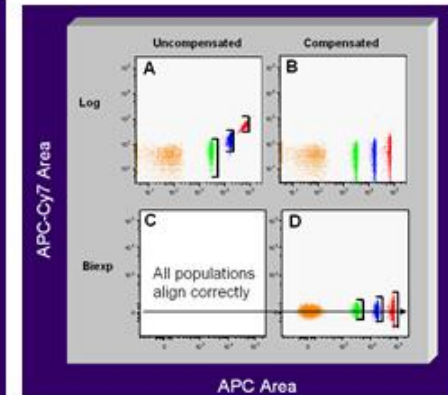 Uncompensated
Compensated
A
B
Log
C
D
Biexp
All populations
align correctly
APC-Cy7 Area
APC Area